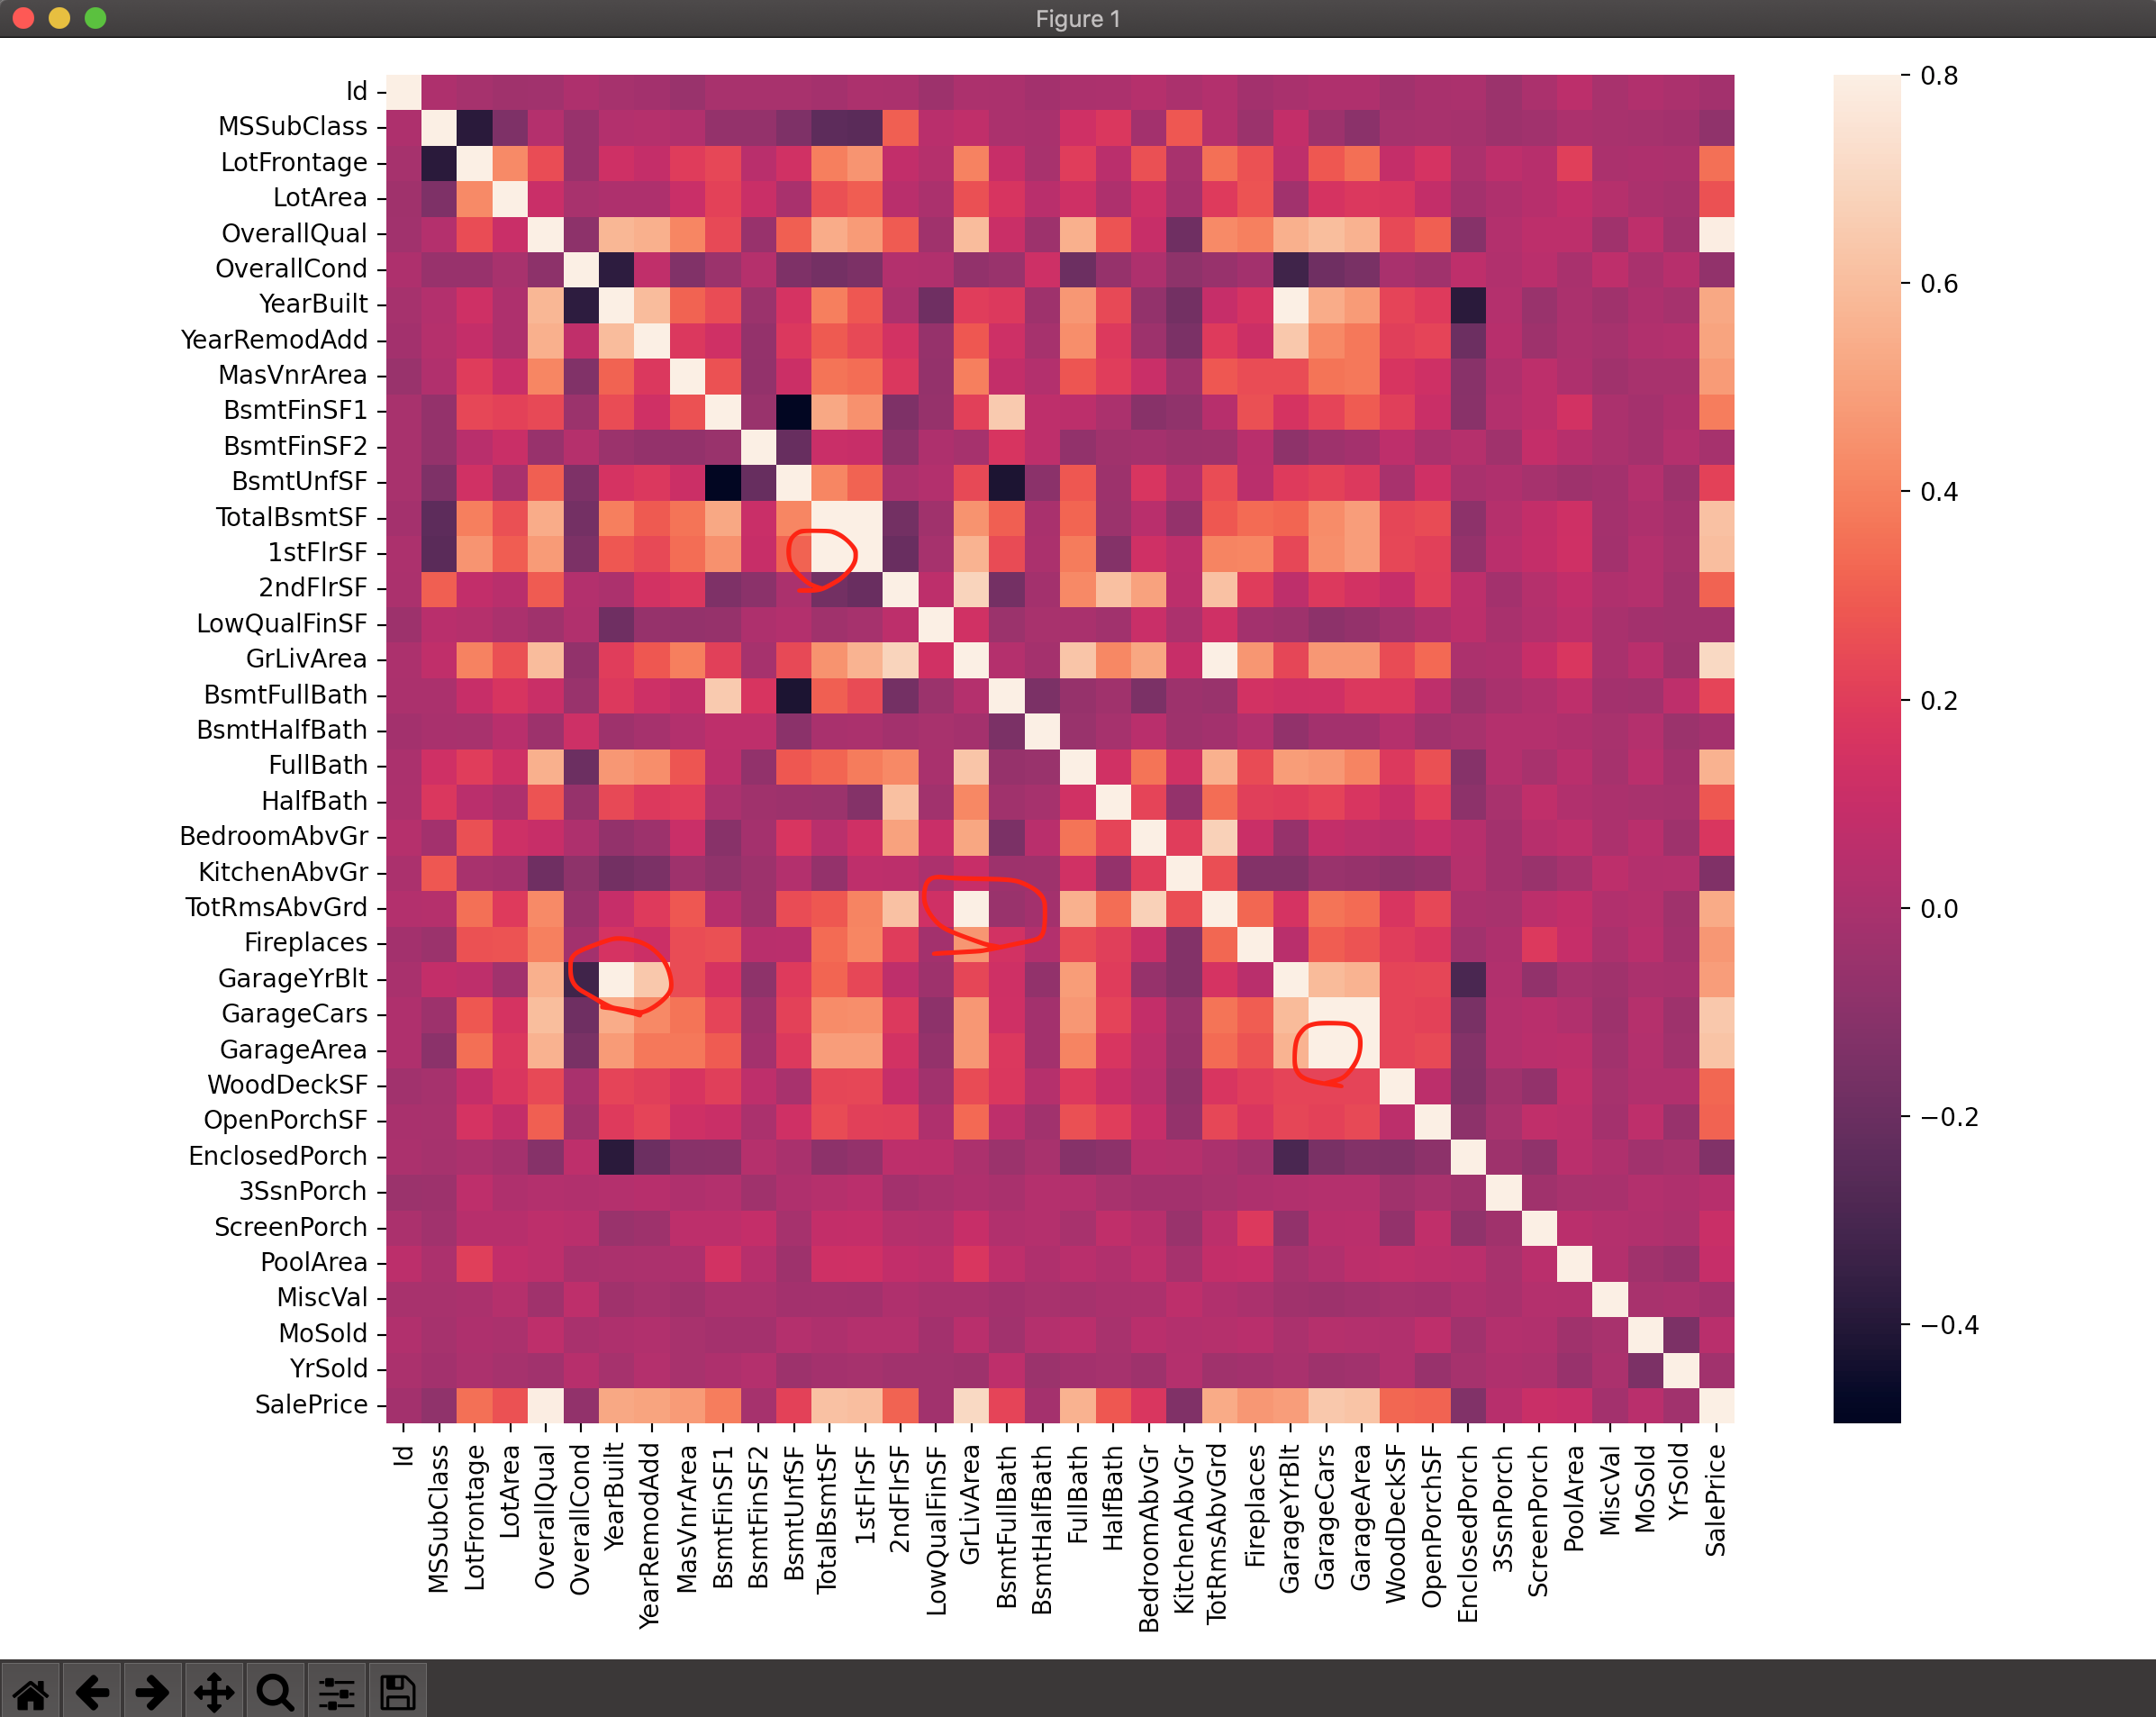 Figure 1
Id
MSSubClass
LotFrontage
LotArea
OverallQual
OverallCond
YearBuilt
YearRemodAdd
MasVnrArea
BsmtFinSF1
BsmtFinSF2
BsmtUnfSF
TotalBsmtSF
1stFlrSF
2ndFlrSF
LowQualFinSF
GrLivArea
BsmtFullBath
BsmtHalfBath
FullBath
HalfBath
BedroomAbvGr
KitchenAbvGr
TotRmsAbvGrd
Fireplaces
GarageYrBlt
GarageCars
GarageArea
WoodDeckSF
OpenPorchSF
EnclosedPorch
3SsnPorch
ScreenPorch
PoolArea
MiscVal
MoSold
YrSold
SalePrice
Id
MSSubClass
LotFrontage
LotArea
OverallQual
OverallCond
YearBuilt
YearRemodAdd
MasVnrArea
BsmtFinSF1
BsmtFinSF2
BsmtUnfSF
TotalBsmtSF
1stFlrSF
2ndFlrSF
LowQualFinSF
GrLivArea
BsmtFullBath
BsmtHalfBath
FullBath
HalfBath
BedroomAbvGr
KitchenAbvGr
TotRmsAbvGrd
Fireplaces
GarageYrBlt
GarageCars
GarageArea
WoodDeckSF
OpenPorchSF
EnclosedPorch
3SsnPorch
ScreenPorch
PoolArea
MiscVal
MoSold
YrSold
SalePrice
0.8
0.6
0.4
0.2
0.0
−0.2
−0.4